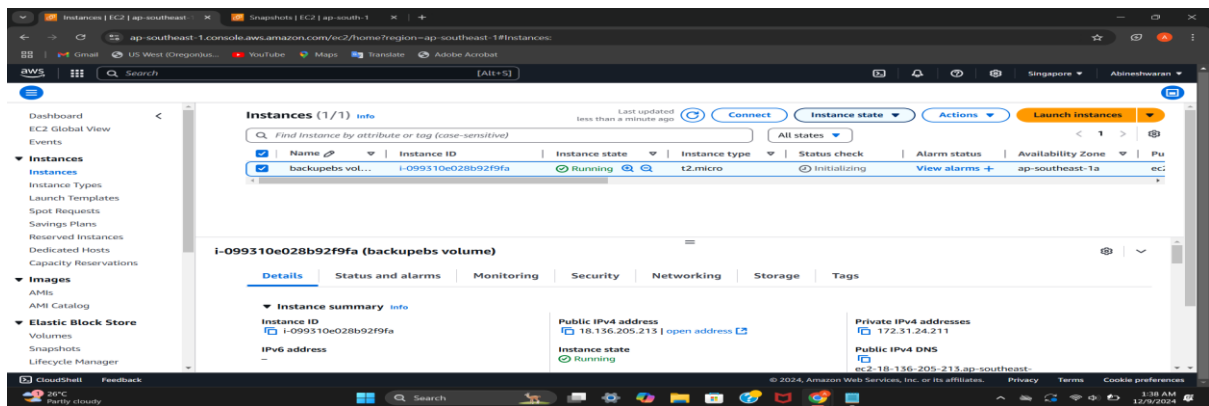 Instances | EC2 | ap-southeast-
Snapshots | EC2 | ap-south-1
ap-southeast-1.console.aws.amazon.com/ec2/home?region=ap-southeast-1#Instances:
Gmail US West (Oregon)us... YouTube Maps Translate Adobe Acrobat
aws Search [Alt+S] Singapore Abineshwaran
Dashboard
EC2 Global View
Events
Instances
Instances
Instance Types
Launch Templates
Spot Requests
Savings Plans
Reserved Instances
Dedicated Hosts
Capacity Reservations
Images
AMIs
AMI Catalog
Elastic Block Store
Volumes
Snapshots
Lifecycle Manager
Instances (1/1) Info
Last updated
less than a minute ago
Connect Instance state Actions Launch instances
Find Instance by attribute or tag (case-sensitive) All states 1
Name Instance ID Instance state Instance type Status check Alarm status Availability Zone Pu
backupebs vol... i-099310e028b92f9fa Running t2.micro Initializing View alarms + ap-southeast-1a ec2
i-099310e028b92f9fa (backupebs volume)
Details Status and alarms Monitoring Security Networking Storage Tags
Instance summary Info
Instance ID
i-099310e028b92f9fa
Public IPv4 address
18.136.205.213 | open address
Private IPv4 addresses
172.31.24.211
IPv6 address
–
Instance state
Running
Public IPv4 DNS
ec2-18-136-205-213.ap-southeast-
CloudShell Feedback © 2024, Amazon Web Services, Inc. or its affiliates. Privacy Terms Cookie preferences
26°C
Partly cloudy
Search
1:38 AM
12/9/2024